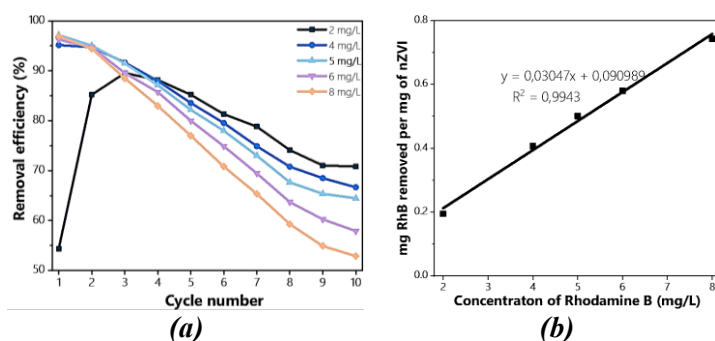 100
90
80
70
60
50
Removal efficiency (%)
1 2 3 4 5 6 7 8 9 10
Cycle number
2 mg/L
4 mg/L
5 mg/L
6 mg/L
8 mg/L
(a)
0.8
0.6
0.4
0.2
0.0
mg RhB removed per mg of nZVI
y = 0,03047x + 0,090989
R² = 0,9943
2 3 4 5 6 7 8
Concentraton of Rhodamine B (mg/L)
(b)